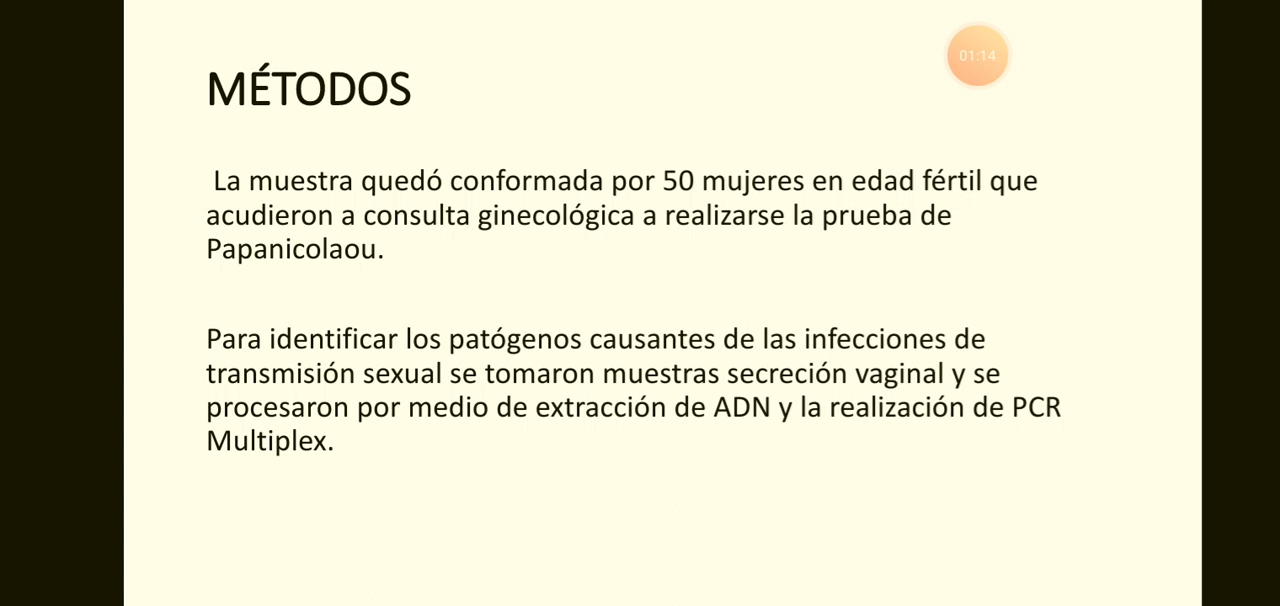 01:14
MÉTODOS
La muestra quedó conformada por 50 mujeres en edad fértil que
acudieron a consulta ginecológica a realizarse la prueba de
Papanicolaou.
Para identificar los patógenos causantes de las infecciones de
transmisión sexual se tomaron muestras secreción vaginal y se
procesaron por medio de extracción de ADN y la realización de PCR
Multiplex.